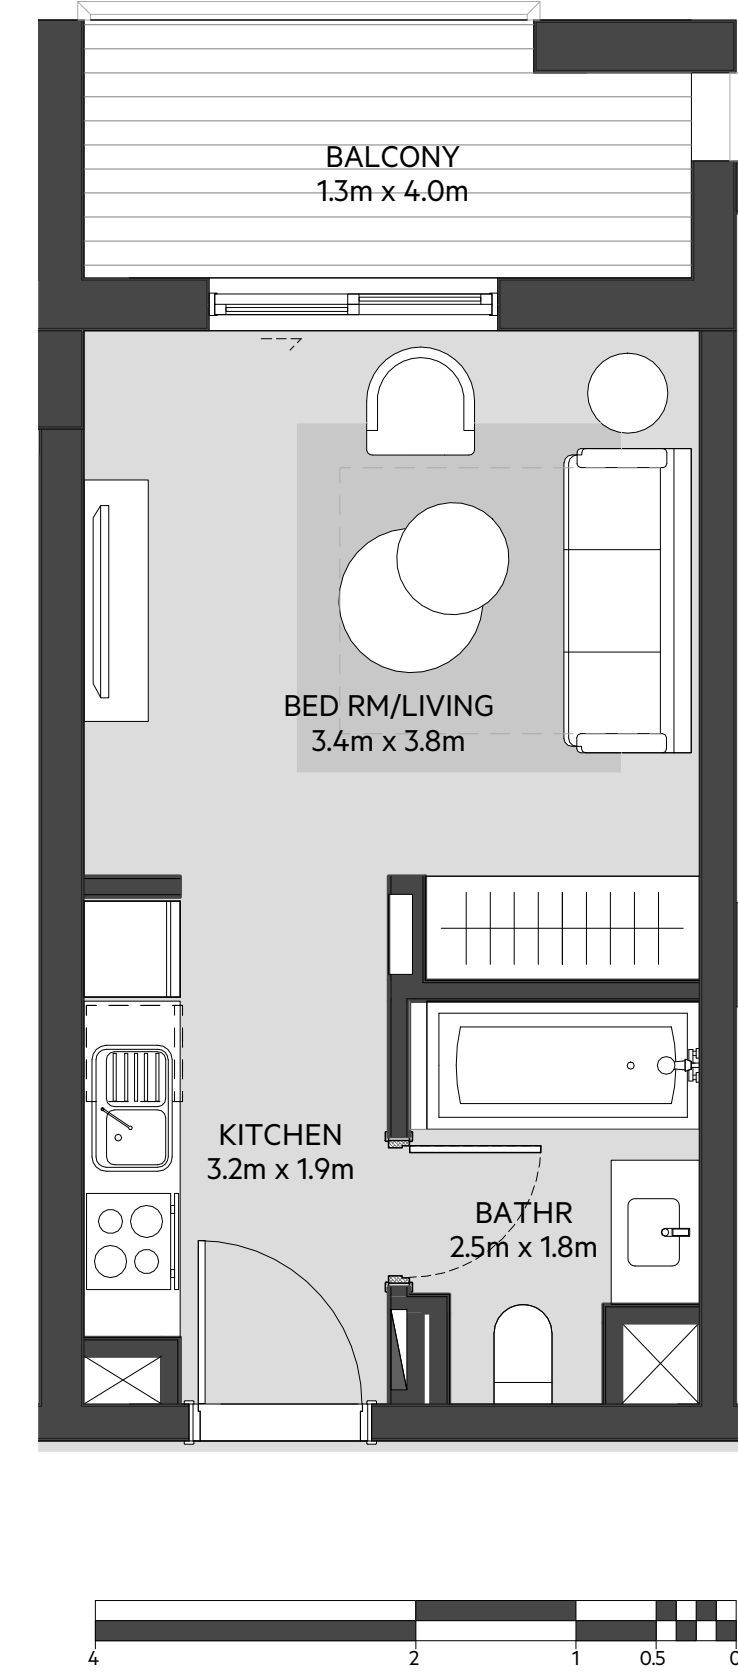 BALCONY
1.3m x 4.0m
BED RM/LIVING
3.4m x 3.8m
KITCHEN
3.2m x 1.9m
BATHR
2.5m x 1.8m
4 2 1 0.5 0